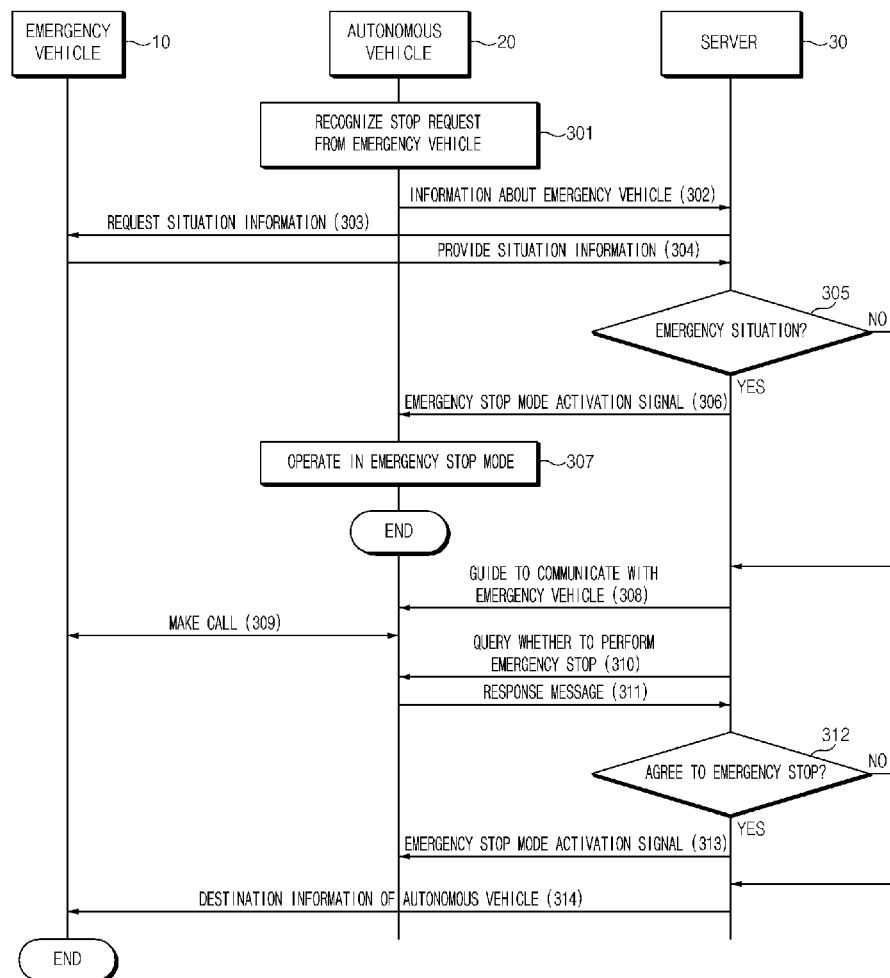 EMERGENCY
VEHICLE
10
AUTONOMOUS
VEHICLE
20
SERVER
30
RECOGNIZE STOP REQUEST
FROM EMERGENCY VEHICLE
301
INFORMATION ABOUT EMERGENCY VEHICLE (302)
REQUEST SITUATION INFORMATION (303)
PROVIDE SITUATION INFORMATION (304)
305
EMERGENCY SITUATION?
NO
YES
EMERGENCY STOP MODE ACTIVATION SIGNAL (306)
OPERATE IN EMERGENCY STOP MODE
307
END
GUIDE TO COMMUNICATE WITH
EMERGENCY VEHICLE (308)
MAKE CALL (309)
QUERY WHETHER TO PERFORM
EMERGENCY STOP (310)
RESPONSE MESSAGE (311)
312
AGREE TO EMERGENCY STOP?
NO
YES
EMERGENCY STOP MODE ACTIVATION SIGNAL (313)
DESTINATION INFORMATION OF AUTONOMOUS VEHICLE (314)
END